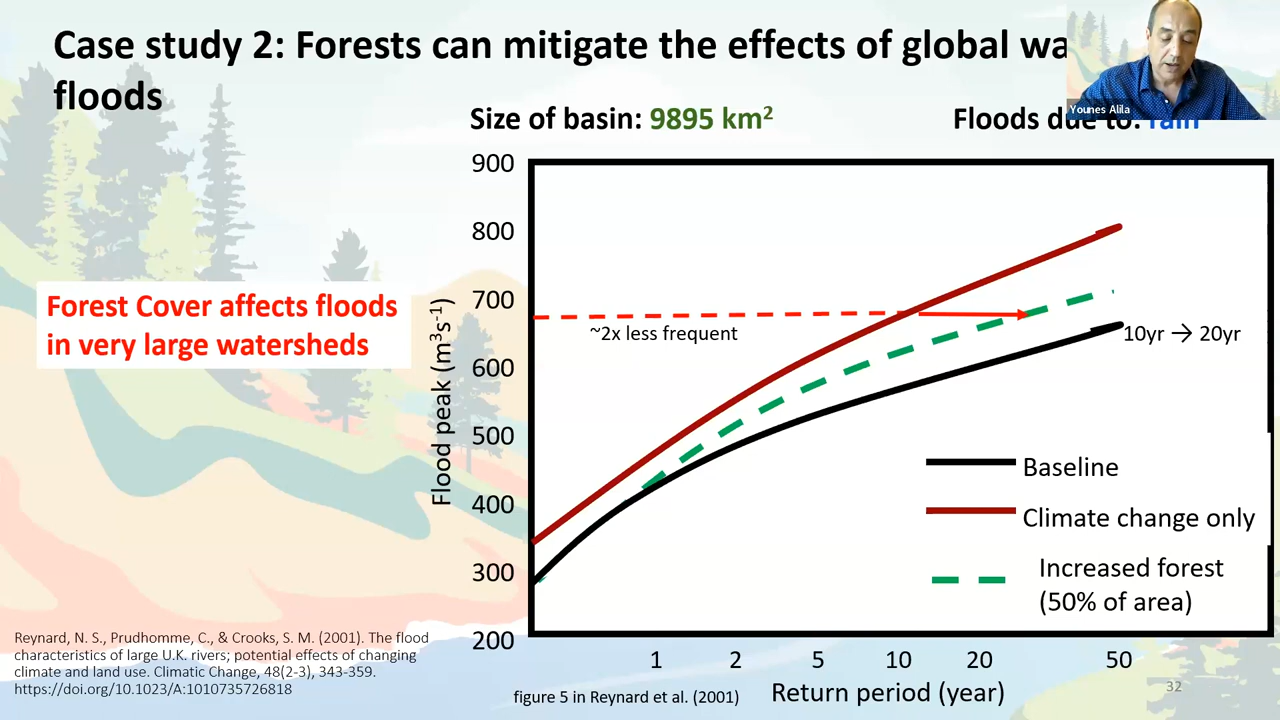 Case study 2: Forests can mitigate the effects of global wa
floods
Younes Alila
Size of basin: 9895 km²
Floods due to: rain
Forest Cover affects floods
in very large watersheds
Flood peak (m³s⁻¹)
900
800
700
600
500
400
300
200
~2x less frequent
10yr → 20yr
Baseline
Climate change only
Increased forest
(50% of area)
1 2 5 10 20 50
Return period (year)
figure 5 in Reynard et al. (2001)
Reynard, N. S., Prudhomme, C., & Crooks, S. M. (2001). The flood
characteristics of large U.K. rivers; potential effects of changing
climate and land use. Climatic Change, 48(2-3), 343-359.
https://doi.org/10.1023/A:1010735726818
32